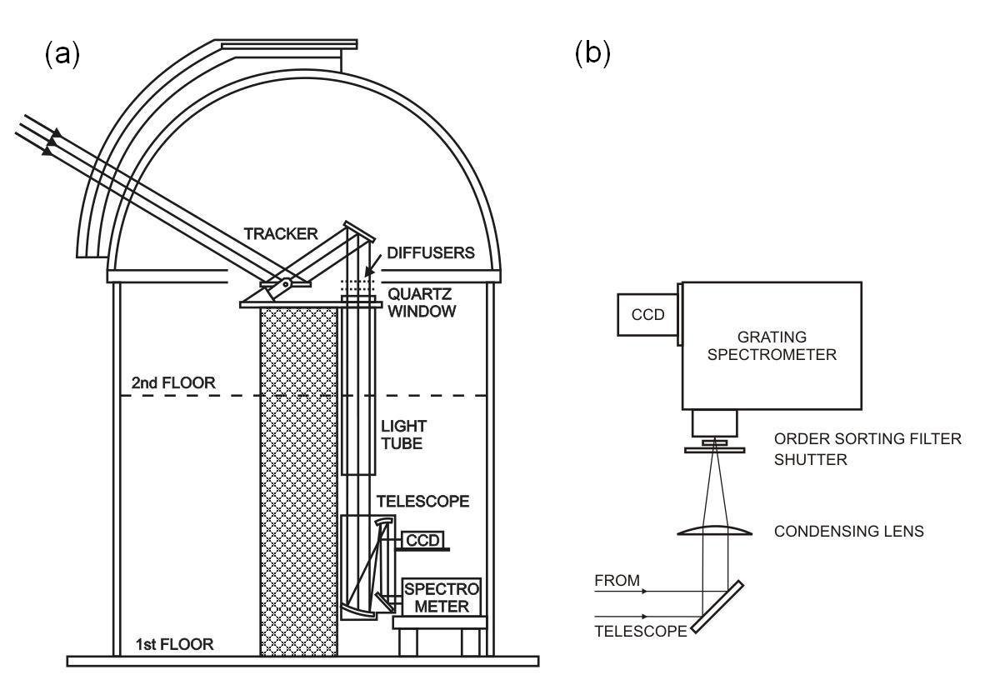 (a)
TRACKER
DIFFUSERS
QUARTZ
WINDOW
2nd FLOOR
LIGHT
TUBE
TELESCOPE
CCD
SPECTRO
METER
1st FLOOR
(b)
CCD
GRATING
SPECTROMETER
ORDER SORTING FILTER
SHUTTER
CONDENSING LENS
FROM
TELESCOPE